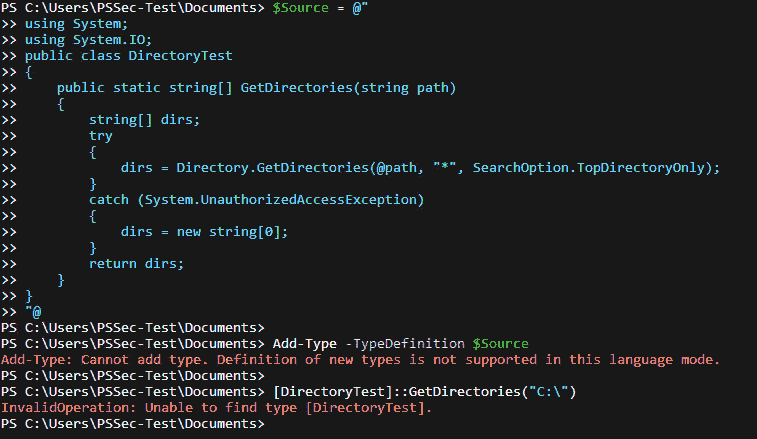 PS C:\Users\PSSec-Test\Documents> $Source = @"
>> using System;
>> using System.IO;
>> public class DirectoryTest
>> {
>>     public static string[] GetDirectories(string path)
>>     {
>>         string[] dirs;
>>         try
>>         {
>>             dirs = Directory.GetDirectories(@path, "*", SearchOption.TopDirectoryOnly);
>>         }
>>         catch (System.UnauthorizedAccessException)
>>         {
>>             dirs = new string[0];
>>         }
>>         return dirs;
>>     }
>> }
>> "@
PS C:\Users\PSSec-Test\Documents>
PS C:\Users\PSSec-Test\Documents> Add-Type -TypeDefinition $Source
Add-Type: Cannot add type. Definition of new types is not supported in this language mode.
PS C:\Users\PSSec-Test\Documents>
PS C:\Users\PSSec-Test\Documents> [DirectoryTest]::GetDirectories("C:\")
InvalidOperation: Unable to find type [DirectoryTest].
PS C:\Users\PSSec-Test\Documents>